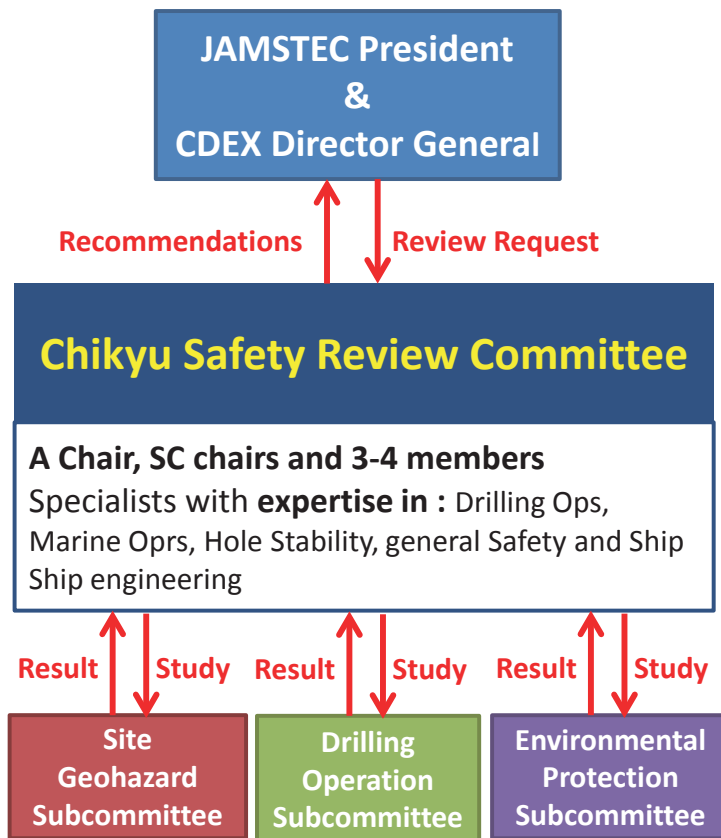 JAMSTEC President
&
CDEX Director General
Recommendations
Review Request
Chikyu Safety Review Committee
A Chair, SC chairs and 3-4 members
Specialists with expertise in : Drilling Ops,
Marine Oprs, Hole Stability, general Safety and Ship
Ship engineering
Result
Study
Result
Study
Result
Study
Site
Geohazard
Subcommittee
Drilling
Operation
Subcommittee
Environmental
Protection
Subcommittee